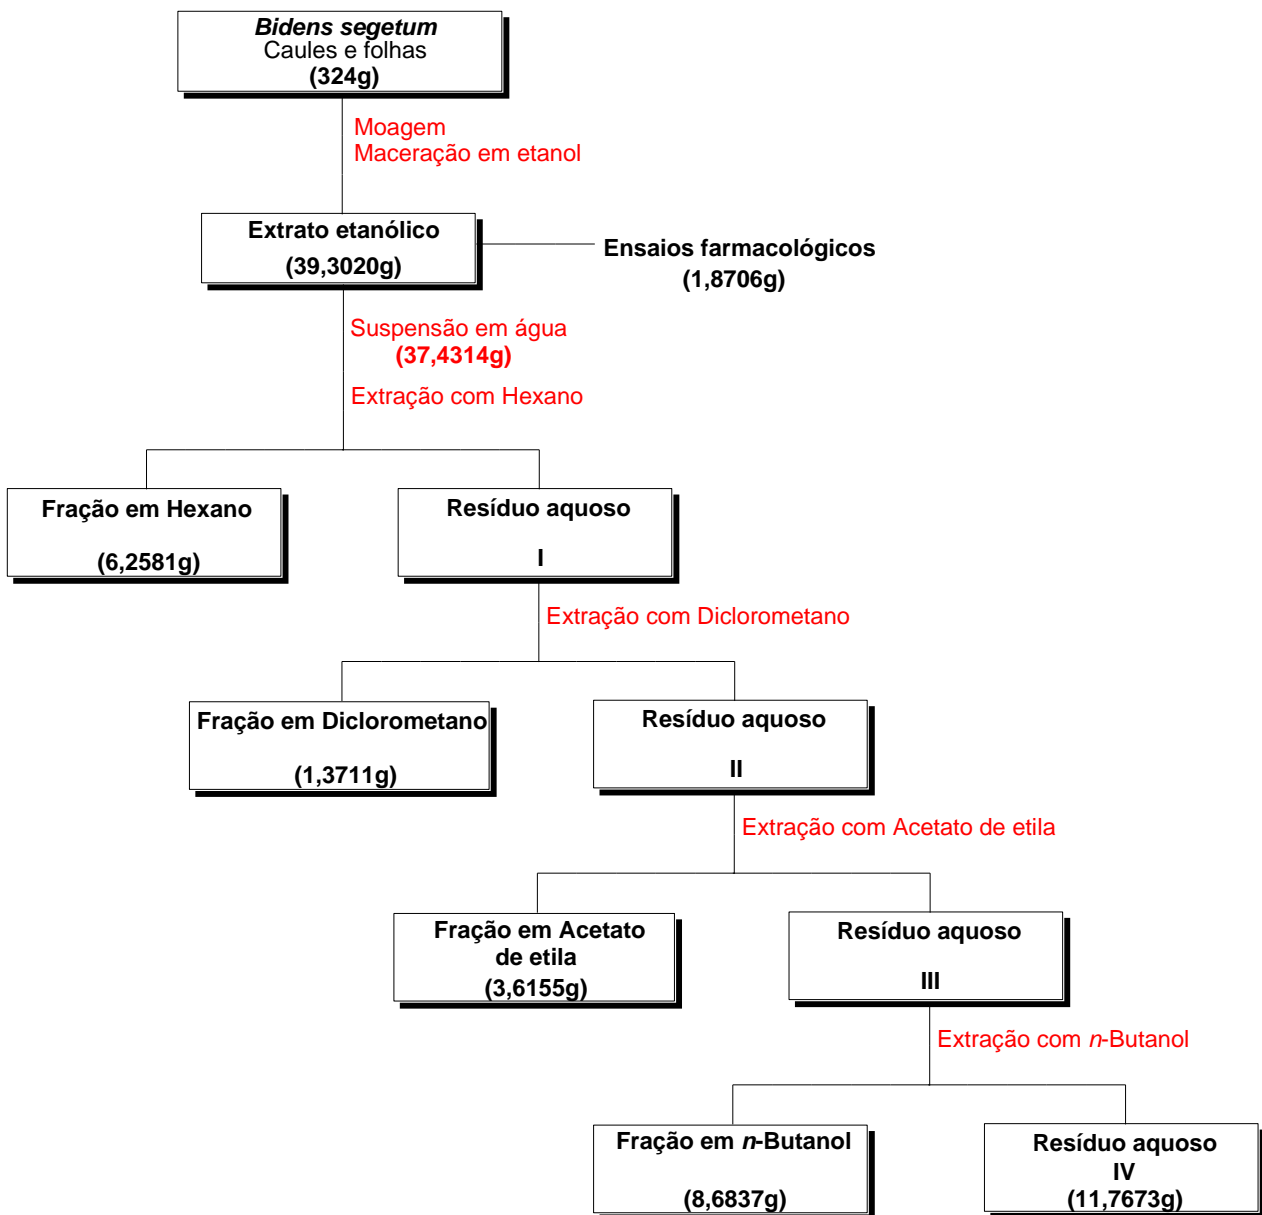 Bidens segetum
Caules e folhas
(324g)
Moagem
Maceração em etanol
Extrato etanólico
(39,3020g)
Ensaios farmacológicos
(1,8706g)
Suspensão em água
(37,4314g)
Extração com Hexano
Fração em Hexano
(6,2581g)
Resíduo aquoso
I
Extração com Diclorometano
Fração em Diclorometano
(1,3711g)
Resíduo aquoso
II
Extração com Acetato de etila
Fração em Acetato
de etila
(3,6155g)
Resíduo aquoso
III
Extração com n-Butanol
Fração em n-Butanol
(8,6837g)
Resíduo aquoso
IV
(11,7673g)